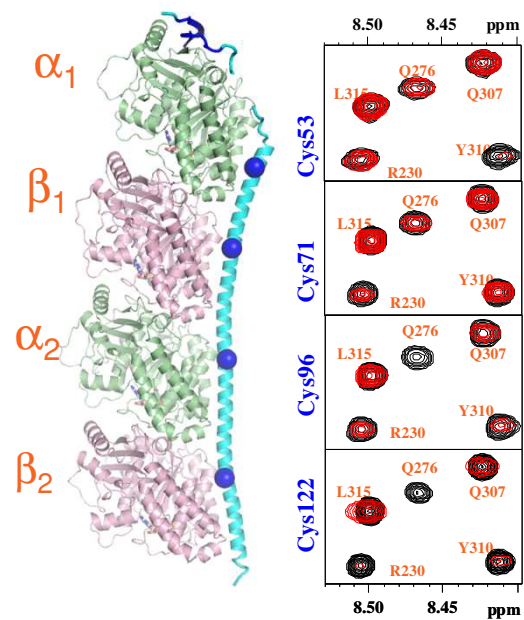 α1
β1
α2
β2
8.50 8.45 ppm
Cys53
L315 Q276 Q307
R230 Y310
Cys71
L315 Q276 Q307
R230 Y310
Cys96
L315 Q276 Q307
R230 Y310
Cys122
L315 Q276 Q307
R230 Y310
8.50 8.45 ppm